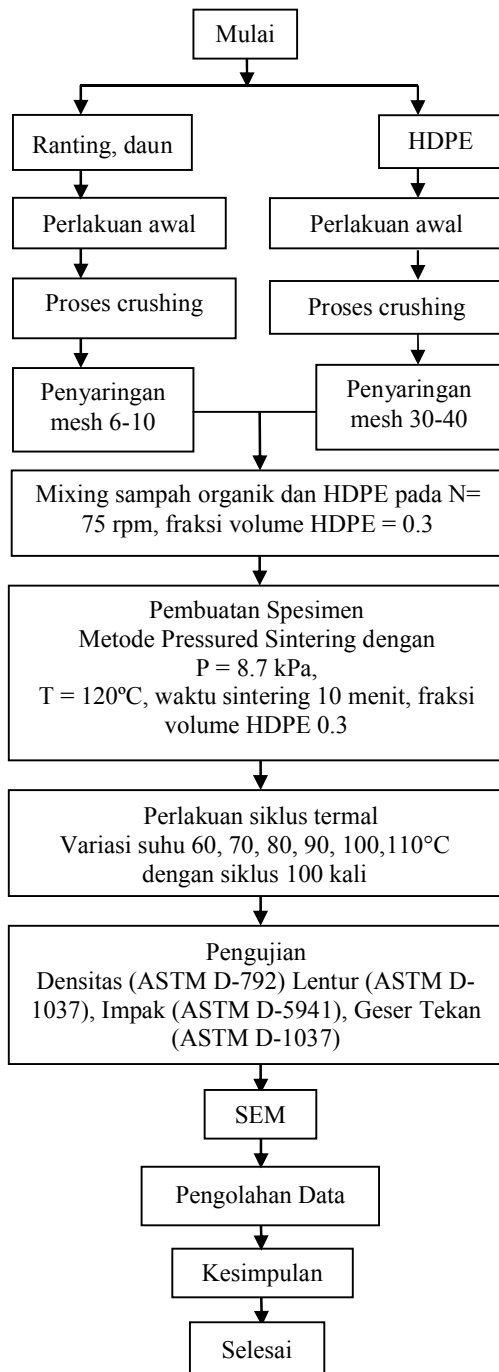 Mulai
Ranting, daun
HDPE
Perlakuan awal
Perlakuan awal
Proses crushing
Proses crushing
Penyaringan
mesh 6-10
Penyaringan
mesh 30-40
Mixing sampah organik dan HDPE pada N=
75 rpm, fraksi volume HDPE = 0.3
Pembuatan Spesimen
Metode Pressured Sintering dengan
P = 8.7 kPa,
T = 120ºC, waktu sintering 10 menit, fraksi
volume HDPE 0.3
Perlakuan siklus termal
Variasi suhu 60, 70, 80, 90, 100,110°C
dengan siklus 100 kali
Pengujian
Densitas (ASTM D-792) Lentur (ASTM D-
1037), Impak (ASTM D-5941), Geser Tekan
(ASTM D-1037)
SEM
Pengolahan Data
Kesimpulan
Selesai